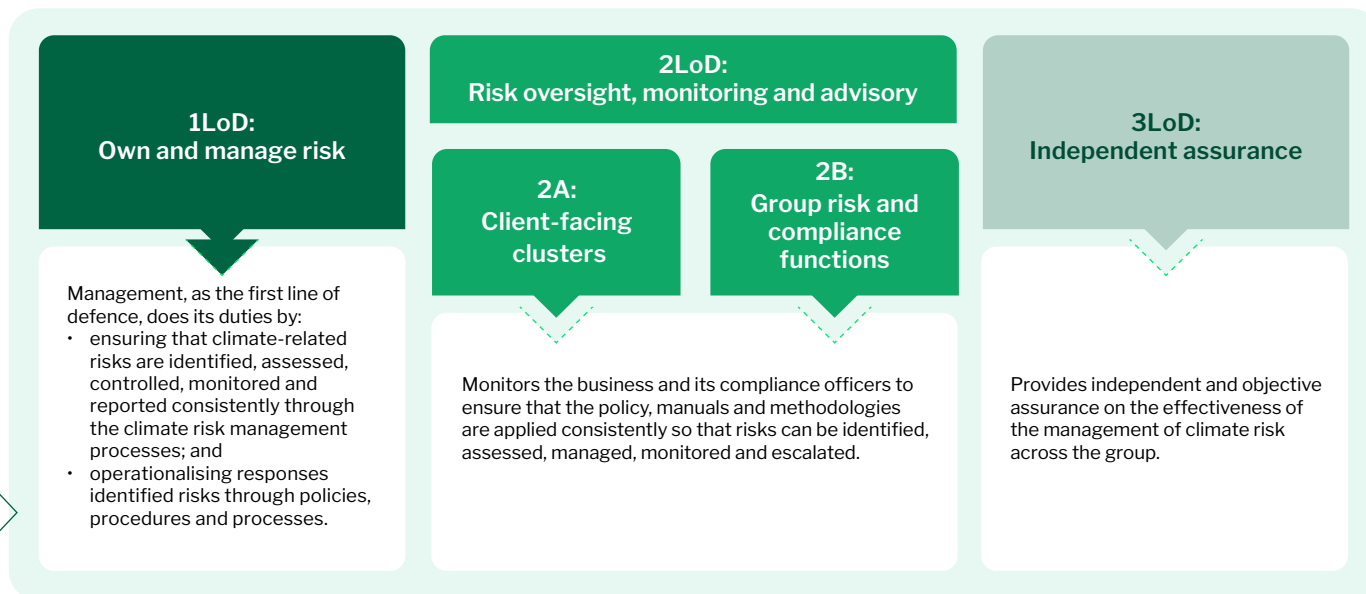 1LoD:
Own and manage risk
Management, as the first line of
defence, does its duties by:
• ensuring that climate-related
risks are identified, assessed,
controlled, monitored and
reported consistently through
the climate risk management
processes; and
• operationalising responses
identified risks through policies,
procedures and processes.
2LoD:
Risk oversight, monitoring and advisory
2A:
Client-facing
clusters
2B:
Group risk and
compliance
functions
Monitors the business and its compliance officers to
ensure that the policy, manuals and methodologies
are applied consistently so that risks can be identified,
assessed, managed, monitored and escalated.
3LoD:
Independent assurance
Provides independent and objective
assurance on the effectiveness of
the management of climate risk
across the group.